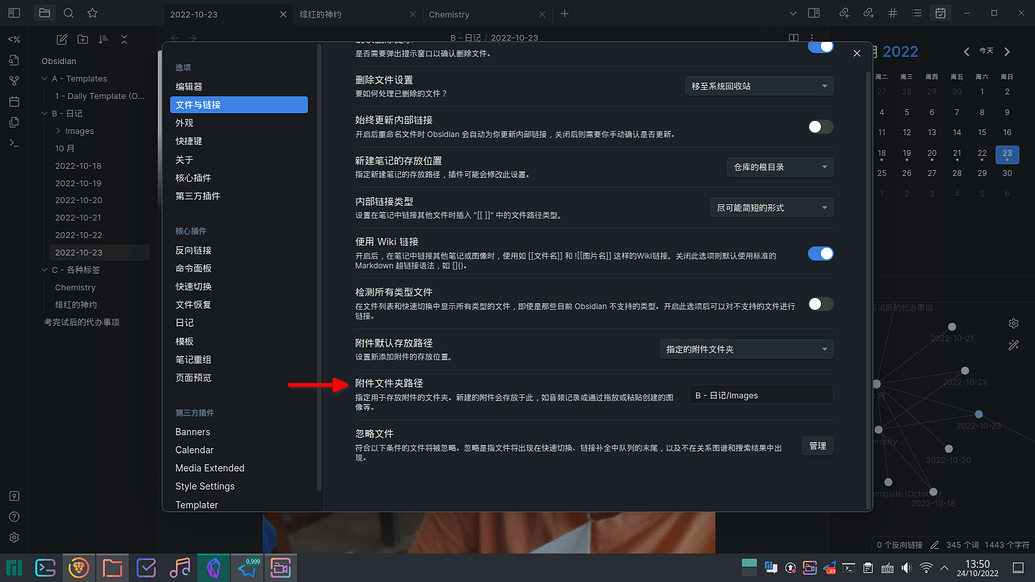 2022-10-23
绯红的神约
Chemistry
B - 日记 / 2022-10-23
Obsidian
A - Templates
1 - Daily Template (O...
B - 日记
Images
10 月
2022-10-18
2022-10-19
2022-10-20
2022-10-21
2022-10-22
2022-10-23
C - 各种标签
Chemistry
绯红的神约
考完试后的代办事项
选项
编辑器
文件与链接
外观
快捷键
关于
核心插件
第三方插件
核心插件
反向链接
命令面板
快速切换
文件恢复
日记
模板
笔记重组
页面预览
第三方插件
Banners
Calendar
Media Extended
Style Settings
Templater
是否需要弹出提示窗口以确认删除文件。
删除文件设置
要如何处理已删除的文件？
移至系统回收站
始终更新内部链接
开启后重命名文件时 Obsidian 会自动为你更新内部链接，关闭后则需要你手动确认是否更新。
新建笔记的存放位置
指定新建笔记的存放路径，插件可能会修改此设置。
仓库的根目录
内部链接类型
设置在笔记中链接其他文件时插入 "[[ ]]" 中的文件路径类型。
尽可能简短的形式
使用 Wiki 链接
开启后，在笔记中链接其他笔记或图像时，使用如 [[文件名]] 和 ![[图片名]] 这样的Wiki链接。关闭此选项则默认使用标准的
Markdown 超链接语法，如 []()。
检测所有类型文件
在文件列表和快速切换中显示所有类型的文件，即使是那些目前 Obsidian 不支持的类型。开启此选项后可以对不支持的文件进行
链接。
附件默认存放路径
设置新添加附件的存放位置。
指定的附件文件夹
附件文件夹路径
指定用于存放附件的文件夹。新建的附件会存放于此，如音频记录或通过拖放或粘贴创建的图
像等。
B - 日记/Images
忽略文件
符合以下条件的文件将被忽略。忽略是指文件将出现在快速切换、链接补全中队列的末尾，以及不在关系图谱和搜索结果中出
现。
管理
月 2022
今天
周二 周三 周四 周五 周六 周日
27 28 29 30 1 2
4 5 6 7 8 9
11 12 13 14 15 16
18 19 20 21 22 23
25 26 27 28 29 30
1 2 3 4 5 6
试后的代办事项
2022-10-21
2022-10-22
2022-10-23
mistry
2022-10-20
emplate (Octob
2022-10-18
0 个反向链接
345 个词
1443 个字符
9,999
13:50
24/10/2022